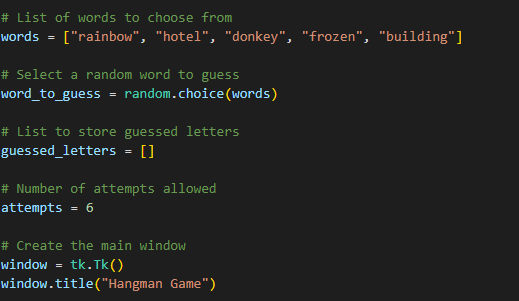 # List of words to choose from
words = ["rainbow", "hotel", "donkey", "frozen", "building"]
# Select a random word to guess
word_to_guess = random.choice(words)
# List to store guessed letters
guessed_letters = []
# Number of attempts allowed
attempts = 6
# Create the main window
window = tk.Tk()
window.title("Hangman Game")